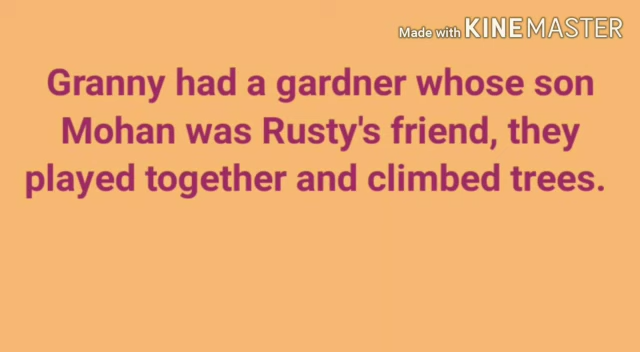 Made with KINEMASTER
Granny had a gardner whose son
Mohan was Rusty's friend, they
played together and climbed trees.